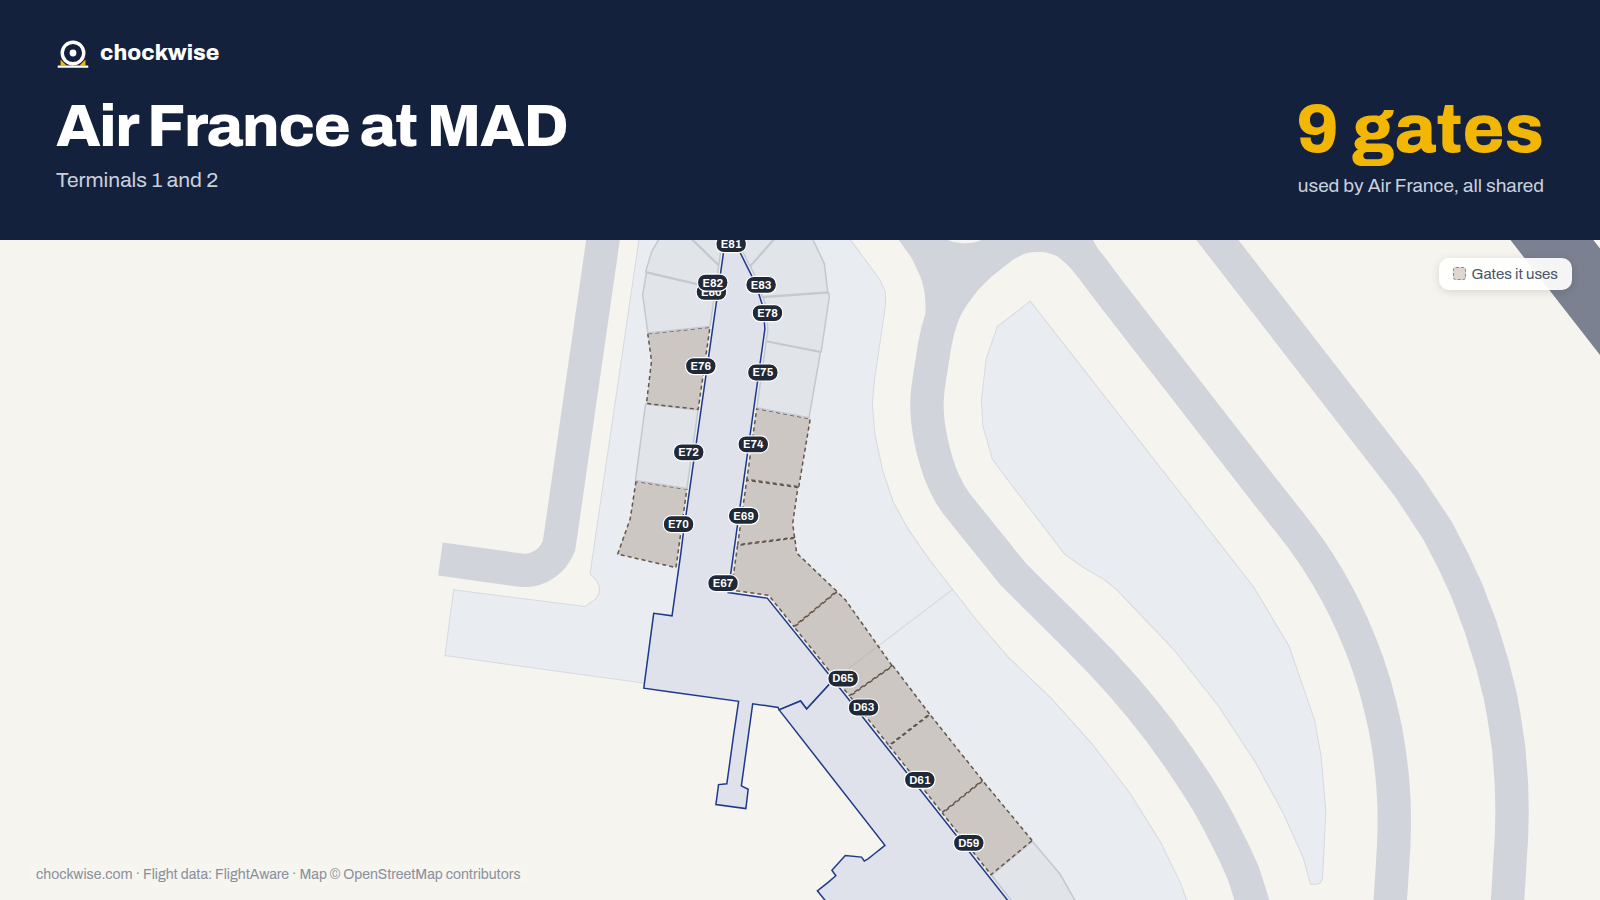 chockwise
Air France at MAD
Terminals 1 and 2
9 gates
used by Air France, all shared
Gates it uses
E81
E82
E83
E78
E76
E75
E74
E72
E69
E70
E67
D65
D63
D61
D59
chockwise.com · Flight data: FlightAware · Map © OpenStreetMap contributors